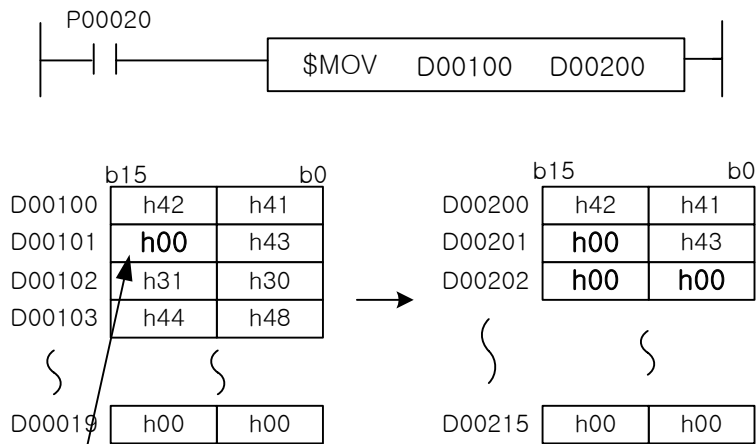 P00020
$MOV D00100 D00200
b15 b0 b15 b0
D00100 h42 h41 D00200 h42 h41
D00101 h00 h43 D00201 h00 h43
D00102 h31 h30 D00202 h00 h00
D00103 h44 h48
D00019 h00 h00 D00215 h00 h00